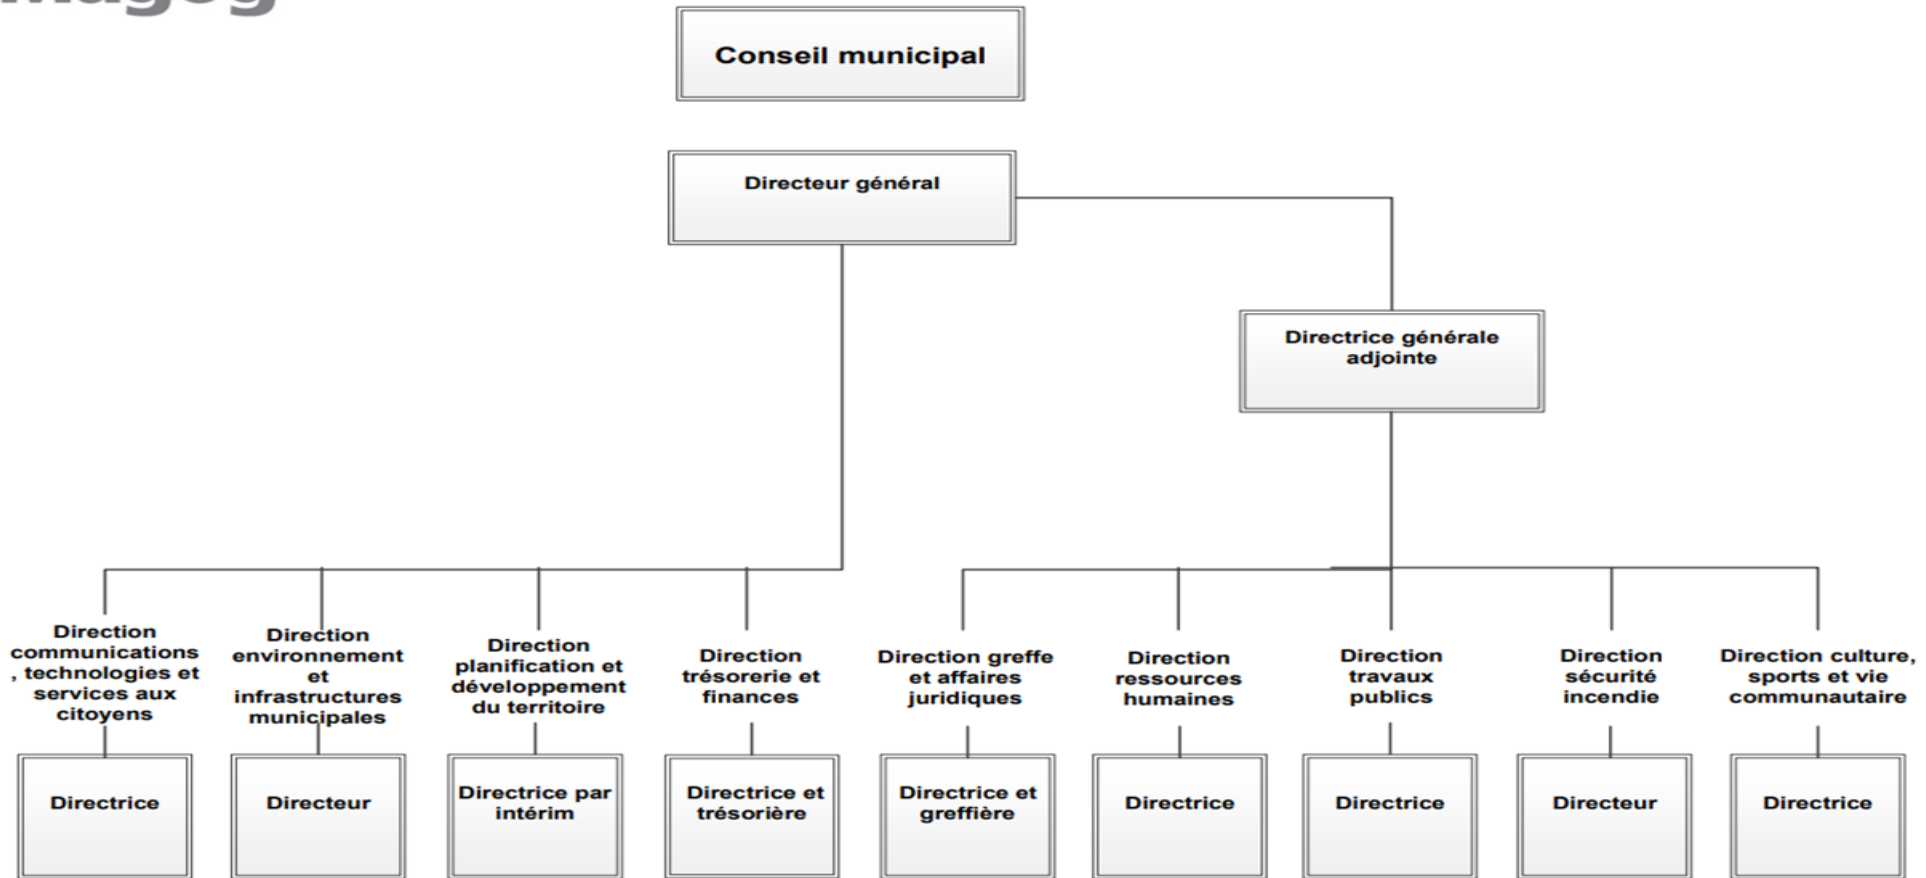 Magog
Conseil municipal
Directeur général
Directrice générale
adjointe
Direction
communications
, technologies et
services aux
citoyens
Direction
environnement
et
infrastructures
municipales
Direction
planification et
développement
du territoire
Direction
trésorerie et
finances
Direction greffe
et affaires
juridiques
Direction
ressources
humaines
Direction
travaux
publics
Direction
sécurité
incendie
Direction culture,
sports et vie
communautaire
Directrice
Directeur
Directrice par
intérim
Directrice et
trésorière
Directrice et
greffière
Directrice
Directrice
Directeur
Directrice